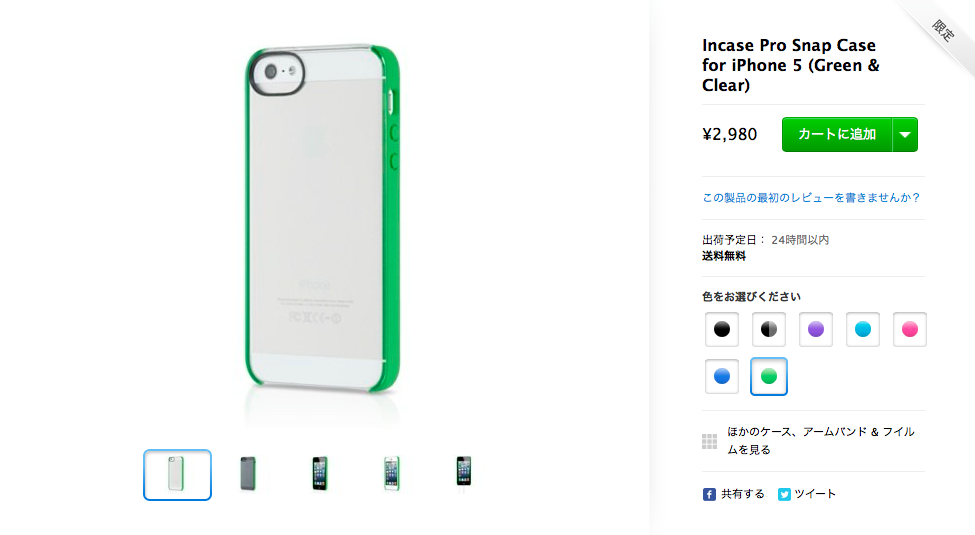 限定
Incase Pro Snap Case
for iPhone 5 (Green &
Clear)
¥2,980
カートに追加
この製品の最初のレビューを書きませんか？
出荷予定日： 24時間以内
送料無料
色をお選びください
ほかのケース、アームバンド & フイル
ムを見る
共有する
ツイート